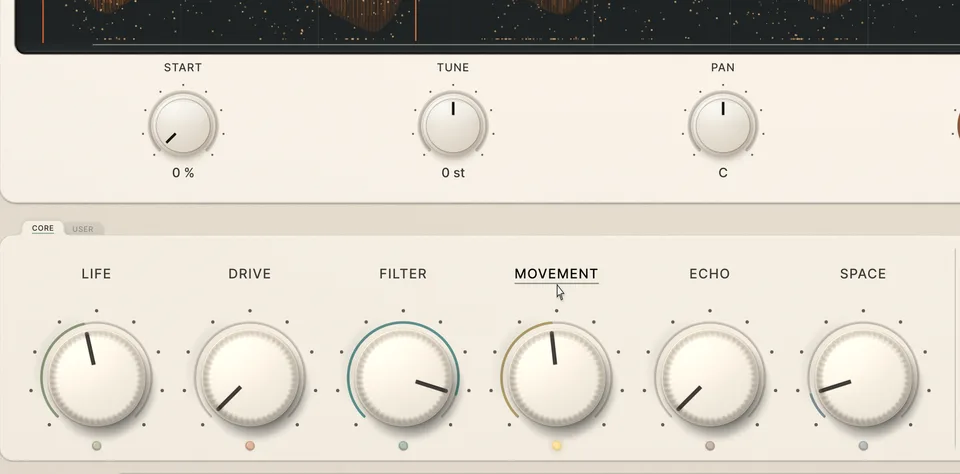 START TUNE PAN
0 % 0 st C
CORE USER
LIFE DRIVE FILTER MOVEMENT ECHO SPACE